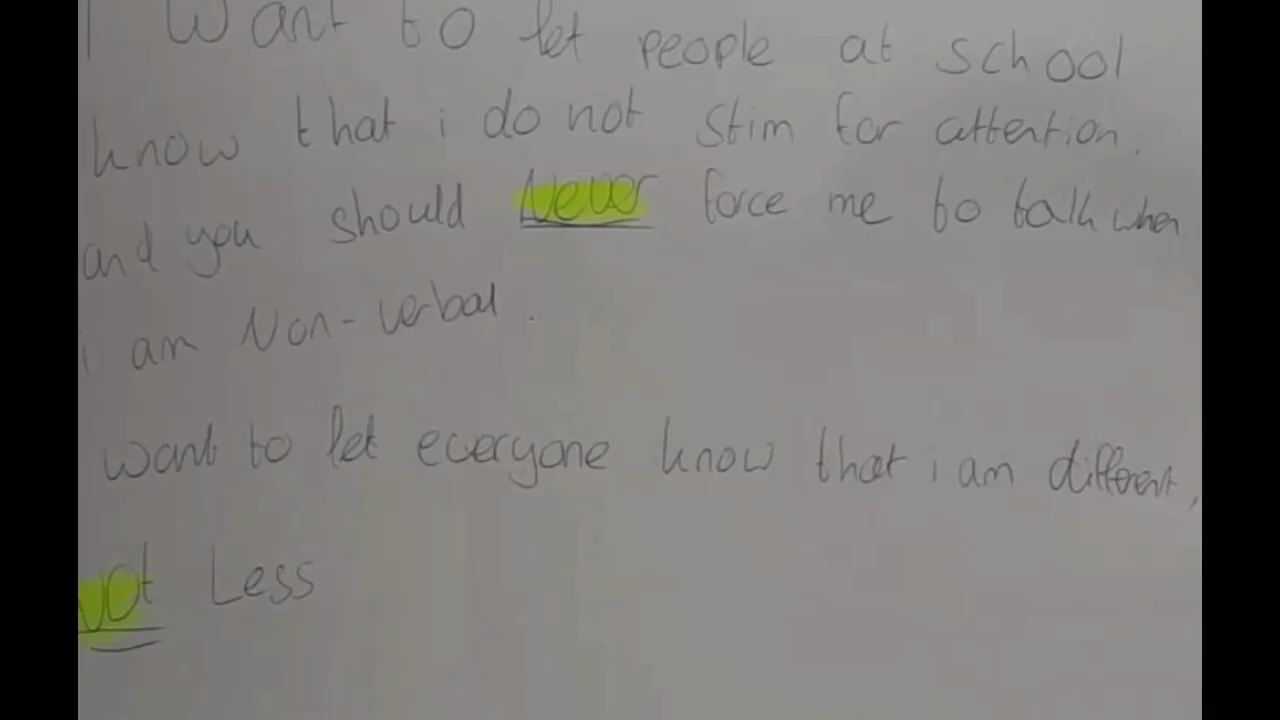 I Want to let people at school
know that i do not stim for attention.
and you should Never force me to talk when
i am Non-verbal.
want to let everyone know that i am different,
Not Less